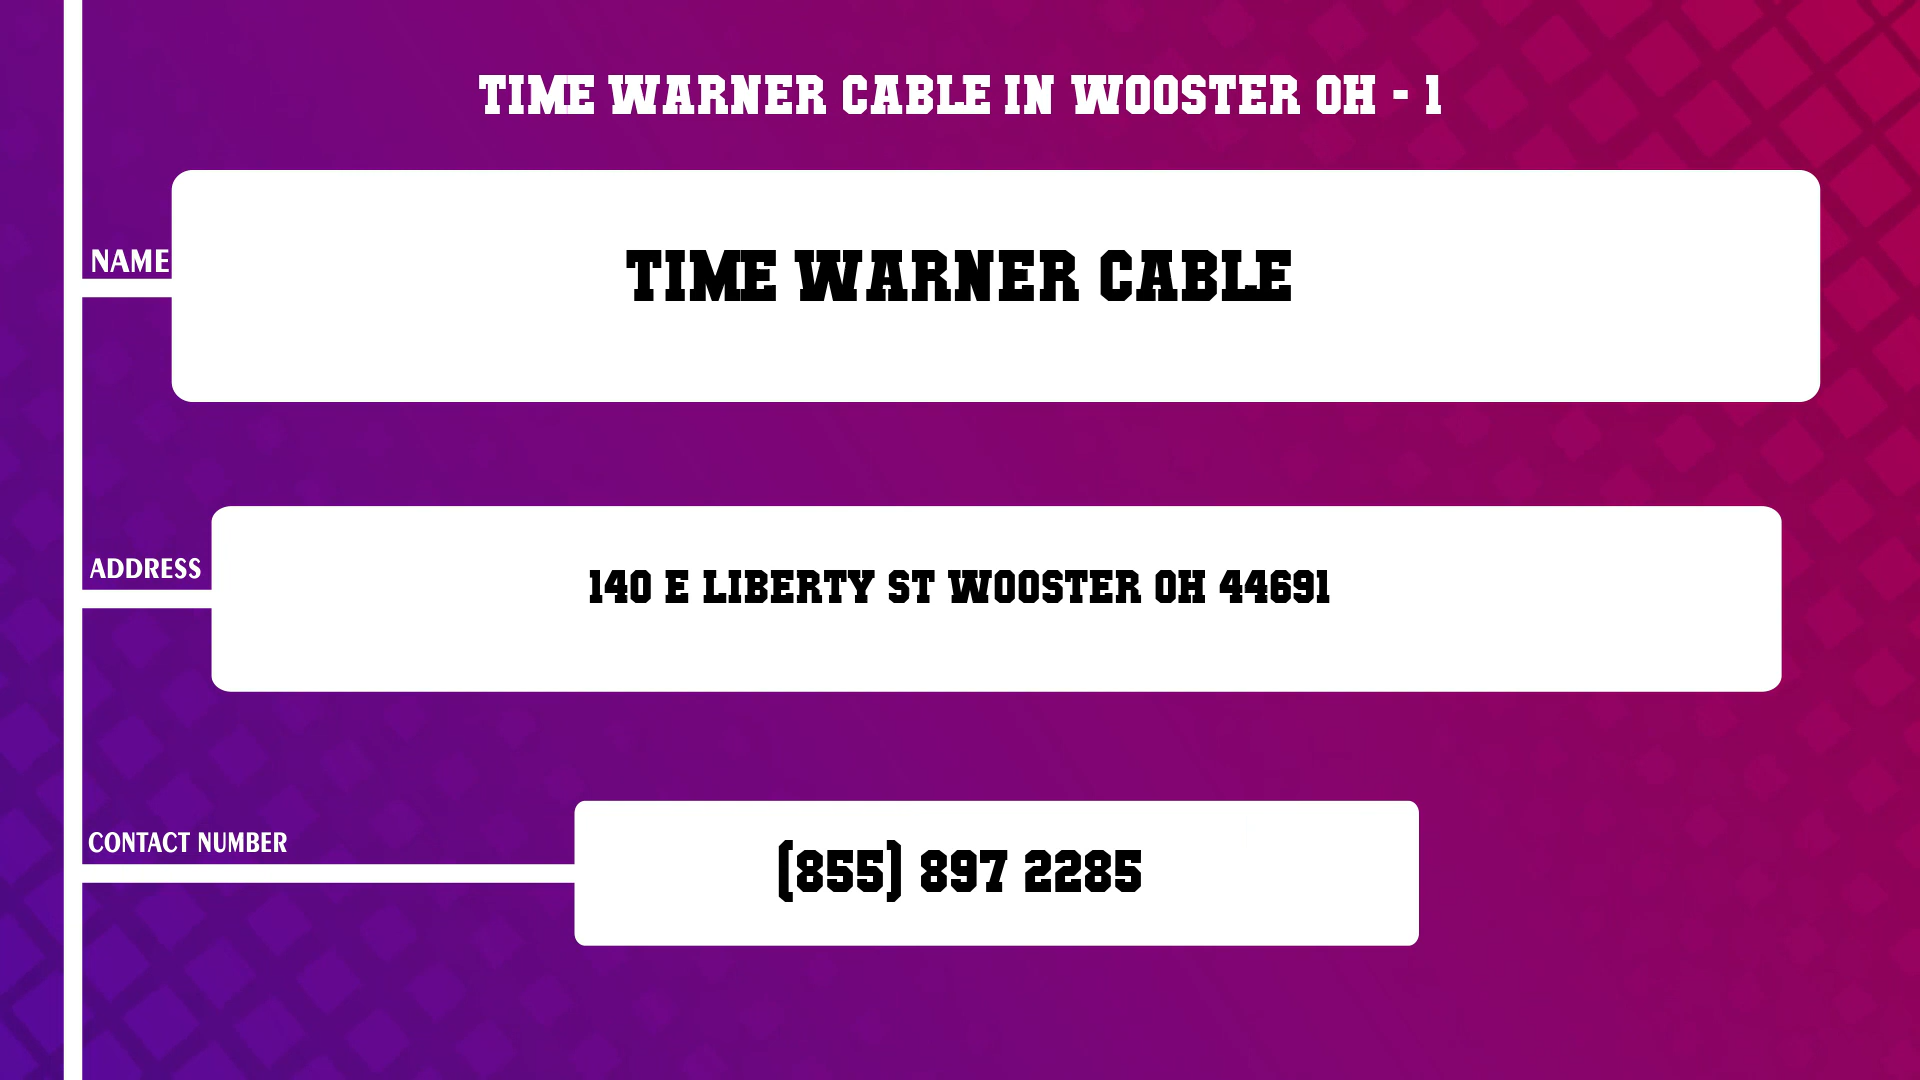 TIME WARNER CABLE IN WOOSTER OH - 1
NAME
TIME WARNER CABLE
ADDRESS
140 E LIBERTY ST WOOSTER OH 44691
CONTACT NUMBER
(855) 897 2285